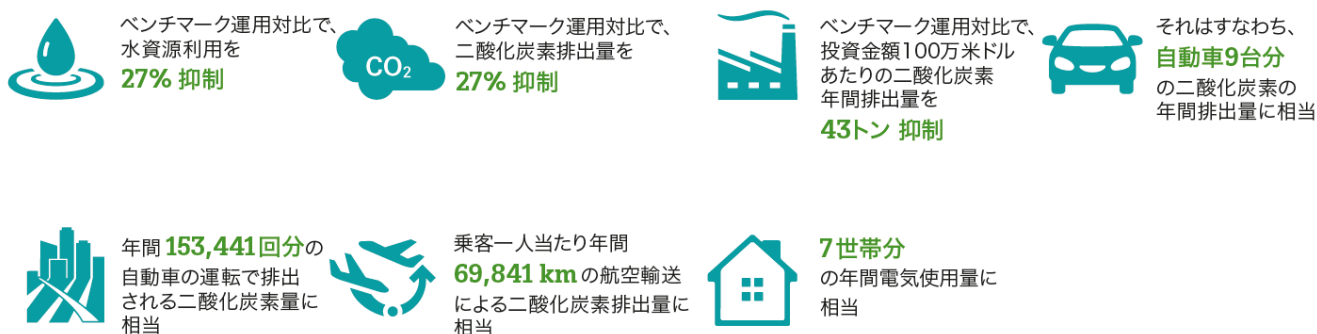 ベンチマーク運用対比で、
水資源利用を
27% 抑制
CO2
ベンチマーク運用対比で、
二酸化炭素排出量を
27% 抑制
ベンチマーク運用対比で、
投資金額100万米ドル
あたりの二酸化炭素
年間排出量を
43トン 抑制
それはすなわち、
自動車9台分
の二酸化炭素の
年間排出量に相当
年間 153,441回分の
自動車の運転で排出
される二酸化炭素量に
相当
乗客一人当たり年間
69,841 kmの航空輸送
による二酸化炭素排出量に
相当
7世帯分
の年間電気使用量に
相当